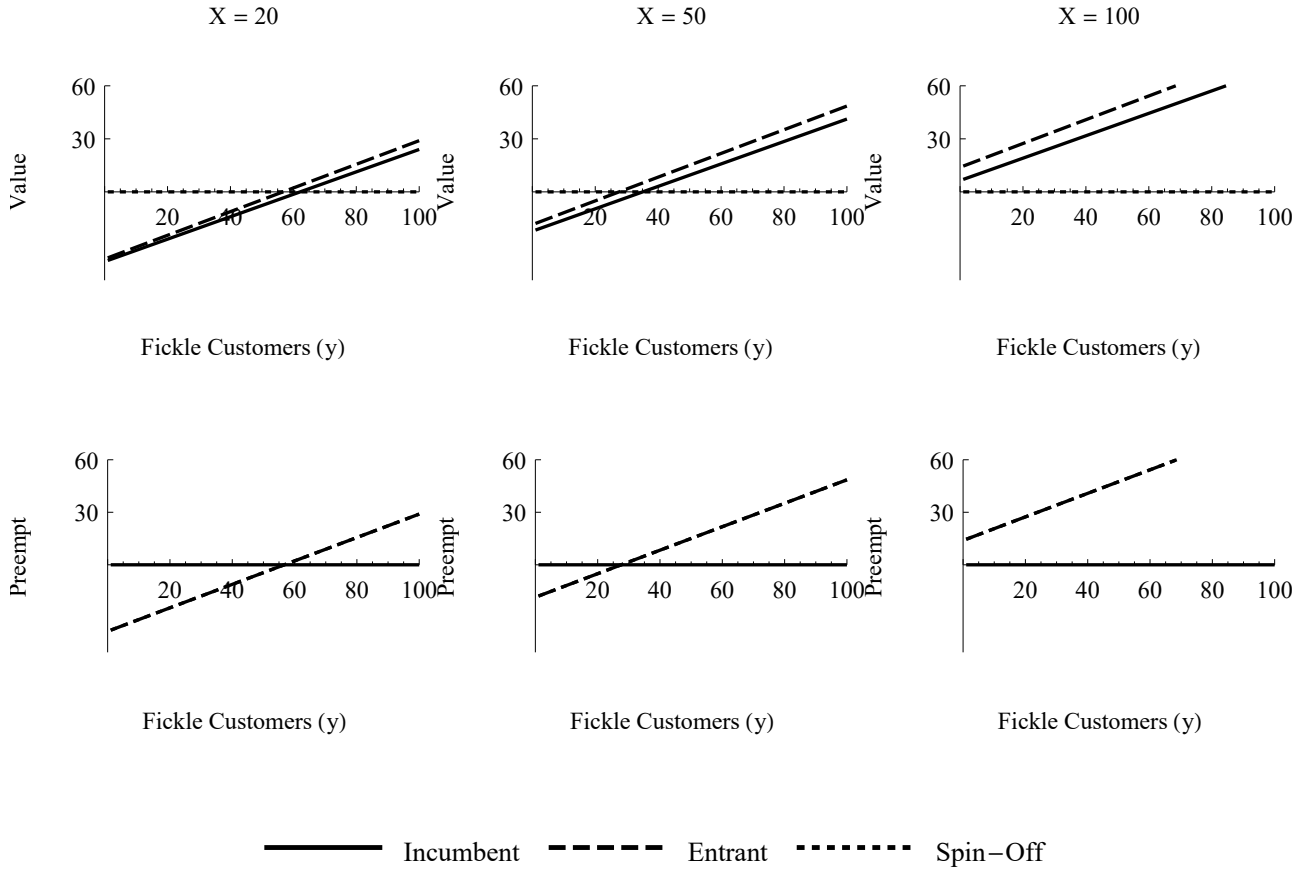 X = 20
X = 50
X = 100
60
30
Value
20 40 60 80 100
Fickle Customers (y)
60
30
Value
20 40 60 80 100
Fickle Customers (y)
60
30
Value
20 40 60 80 100
Fickle Customers (y)
60
30
Preempt
20 40 60 80 100
Fickle Customers (y)
60
30
Preempt
20 40 60 80 100
Fickle Customers (y)
60
30
Preempt
20 40 60 80 100
Fickle Customers (y)
Incumbent
Entrant
Spin−Off